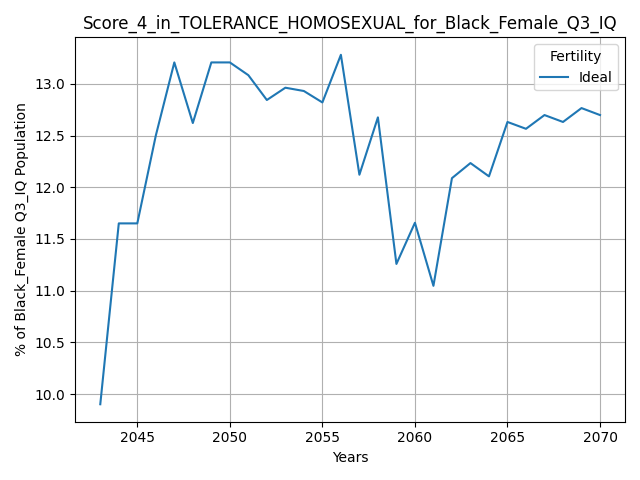 Score_4_in_TOLERANCE_HOMOSEXUAL_for_Black_Female_Q3_IQ
Fertility
Ideal
% of Black_Female Q3_IQ Population
13.0
12.5
12.0
11.5
11.0
10.5
10.0
2045 2050 2055 2060 2065 2070
Years